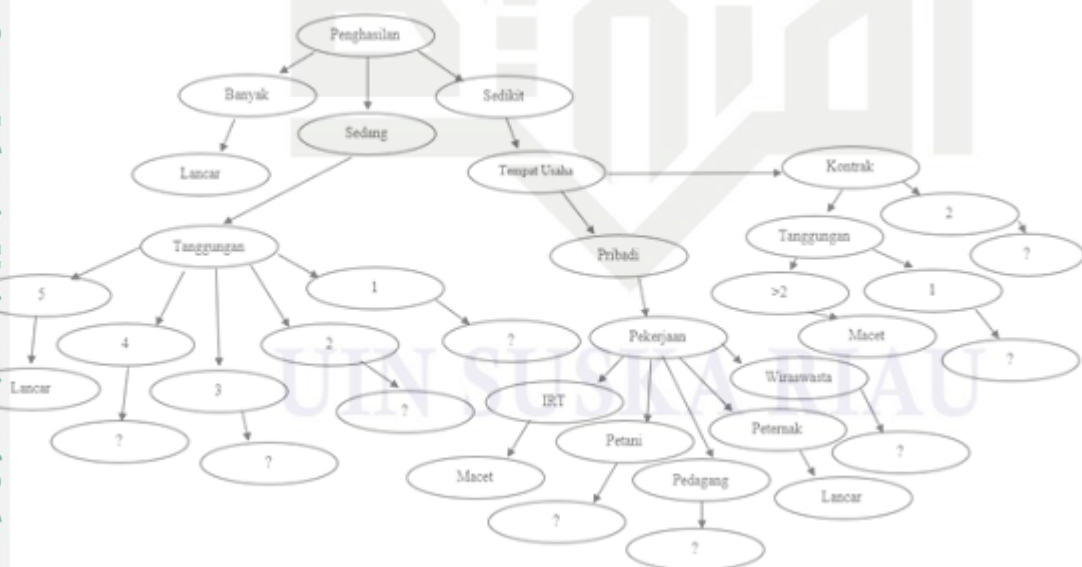 Penghasilan
Banyak
Sedikit
Sedang
Lancar
Tempat Usaha
Kontrak
2
?
Tanggungan
Tanggungan
Pribadi
5
1
>2
1
4
2
?
Pekerjaan
Macet
?
Lancar
3
?
IRT
Wiraswasta
?
?
Petani
Peternak
?
Macet
Pedagang
Lancar
?
?
UIN SUSKA RIAU